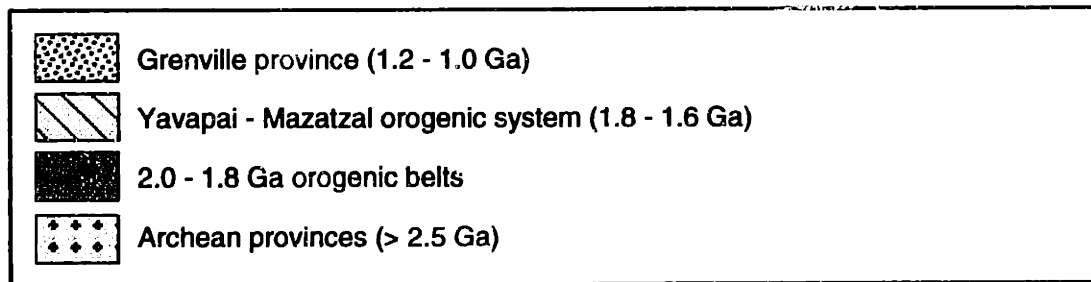 Grenville province (1.2 - 1.0 Ga)
Yavapai - Mazatzal orogenic system (1.8 - 1.6 Ga)
2.0 - 1.8 Ga orogenic belts
Archean provinces (> 2.5 Ga)